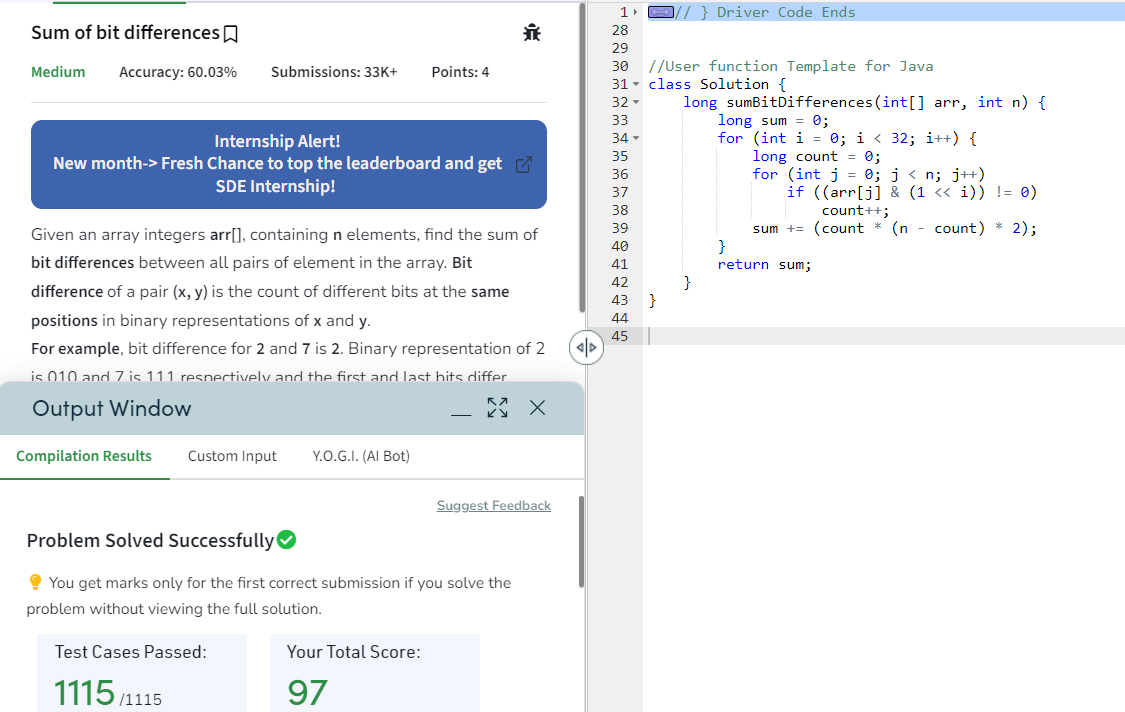 Sum of bit differences
Medium Accuracy: 60.03% Submissions: 33K+ Points: 4
Internship Alert!
New month-> Fresh Chance to top the leaderboard and get
SDE Internship!
Given an array integers arr[], containing n elements, find the sum of
bit differences between all pairs of element in the array. Bit
difference of a pair (x, y) is the count of different bits at the same
positions in binary representations of x and y.
For example, bit difference for 2 and 7 is 2. Binary representation of 2
is 010 and 7 is 111 respectively and the first and last bits differ
Output Window
Compilation Results Custom Input Y.O.G.I. (AI Bot)
Suggest Feedback
Problem Solved Successfully
You get marks only for the first correct submission if you solve the
problem without viewing the full solution.
Test Cases Passed: Your Total Score:
1115 /1115 97
1 // } Driver Code Ends
28
29
30 //User function Template for Java
31 class Solution {
32 long sumBitDifferences(int[] arr, int n) {
33 long sum = 0;
34 for (int i = 0; i < 32; i++) {
35 long count = 0;
36 for (int j = 0; j < n; j++)
37 if ((arr[j] & (1 << i)) != 0)
38 count++;
39 sum += (count * (n - count) * 2);
40 }
41 return sum;
42 }
43 }
44
45